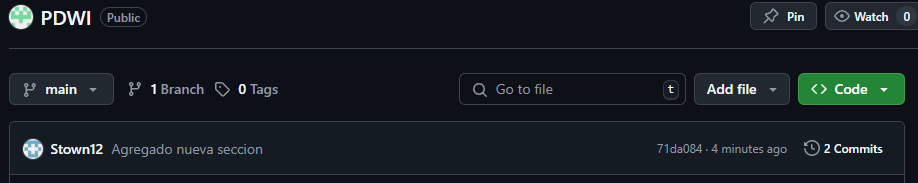 PDWI Public Pin Watch 0
main 1 Branch 0 Tags Go to file t Add file Code
Stown12 Agregado nueva seccion 71da084 · 4 minutes ago 2 Commits